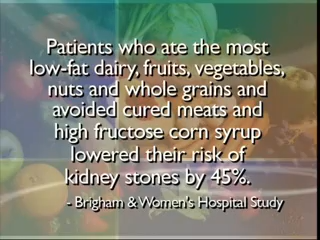 Patients who ate the most
low-fat dairy, fruits, vegetables,
nuts and whole grains and
avoided cured meats and
high fructose corn syrup
lowered their risk of
kidney stones by 45%.
- Brigham & Women's Hospital Study